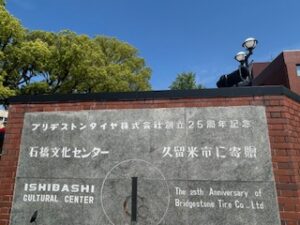 ブリヂストンタイヤ株式会社創立25周年記念
石橋文化センター 久留米市に寄贈
ISHIBASHI
CULTURAL CENTER
The 25th Anniversary of
Bridgestone Tire Co., Ltd